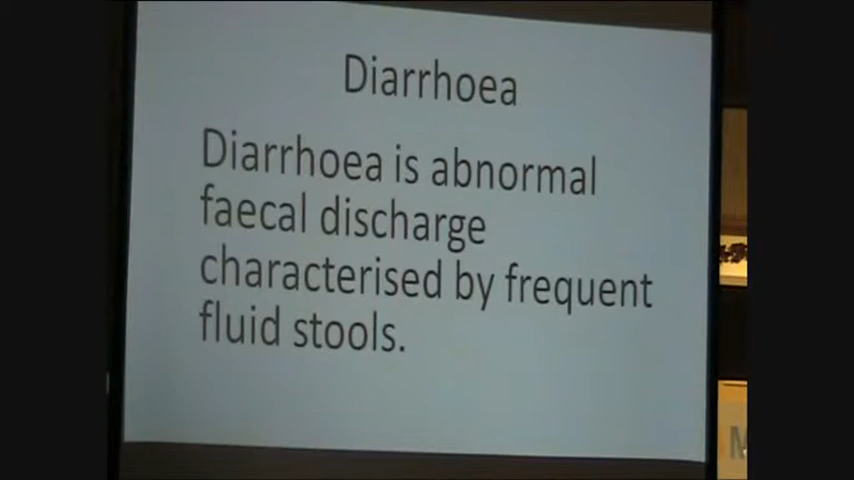 Diarrhoea
Diarrhoea is abnormal
faecal discharge
characterised by frequent
fluid stools.